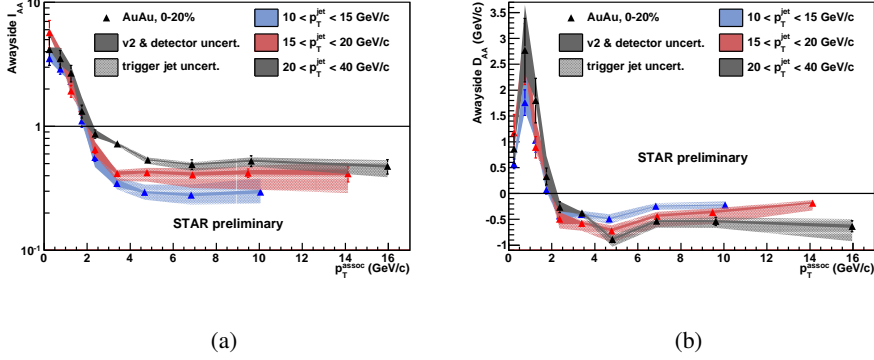 Awayside I_AA
10
1
10^-1
AuAu, 0-20%
v2 & detector uncert.
trigger jet uncert.
10 < p_T^jet < 15 GeV/c
15 < p_T^jet < 20 GeV/c
20 < p_T^jet < 40 GeV/c
STAR preliminary
0 2 4 6 8 10 12 14 16
p_T^assoc (GeV/c)
(a)
Awayside D_AA (GeV/c)
3.5
3
2.5
2
1.5
1
0.5
0
-0.5
-1
AuAu, 0-20%
v2 & detector uncert.
trigger jet uncert.
10 < p_T^jet < 15 GeV/c
15 < p_T^jet < 20 GeV/c
20 < p_T^jet < 40 GeV/c
STAR preliminary
0 2 4 6 8 10 12 14 16
p_T^assoc (GeV/c)
(b)